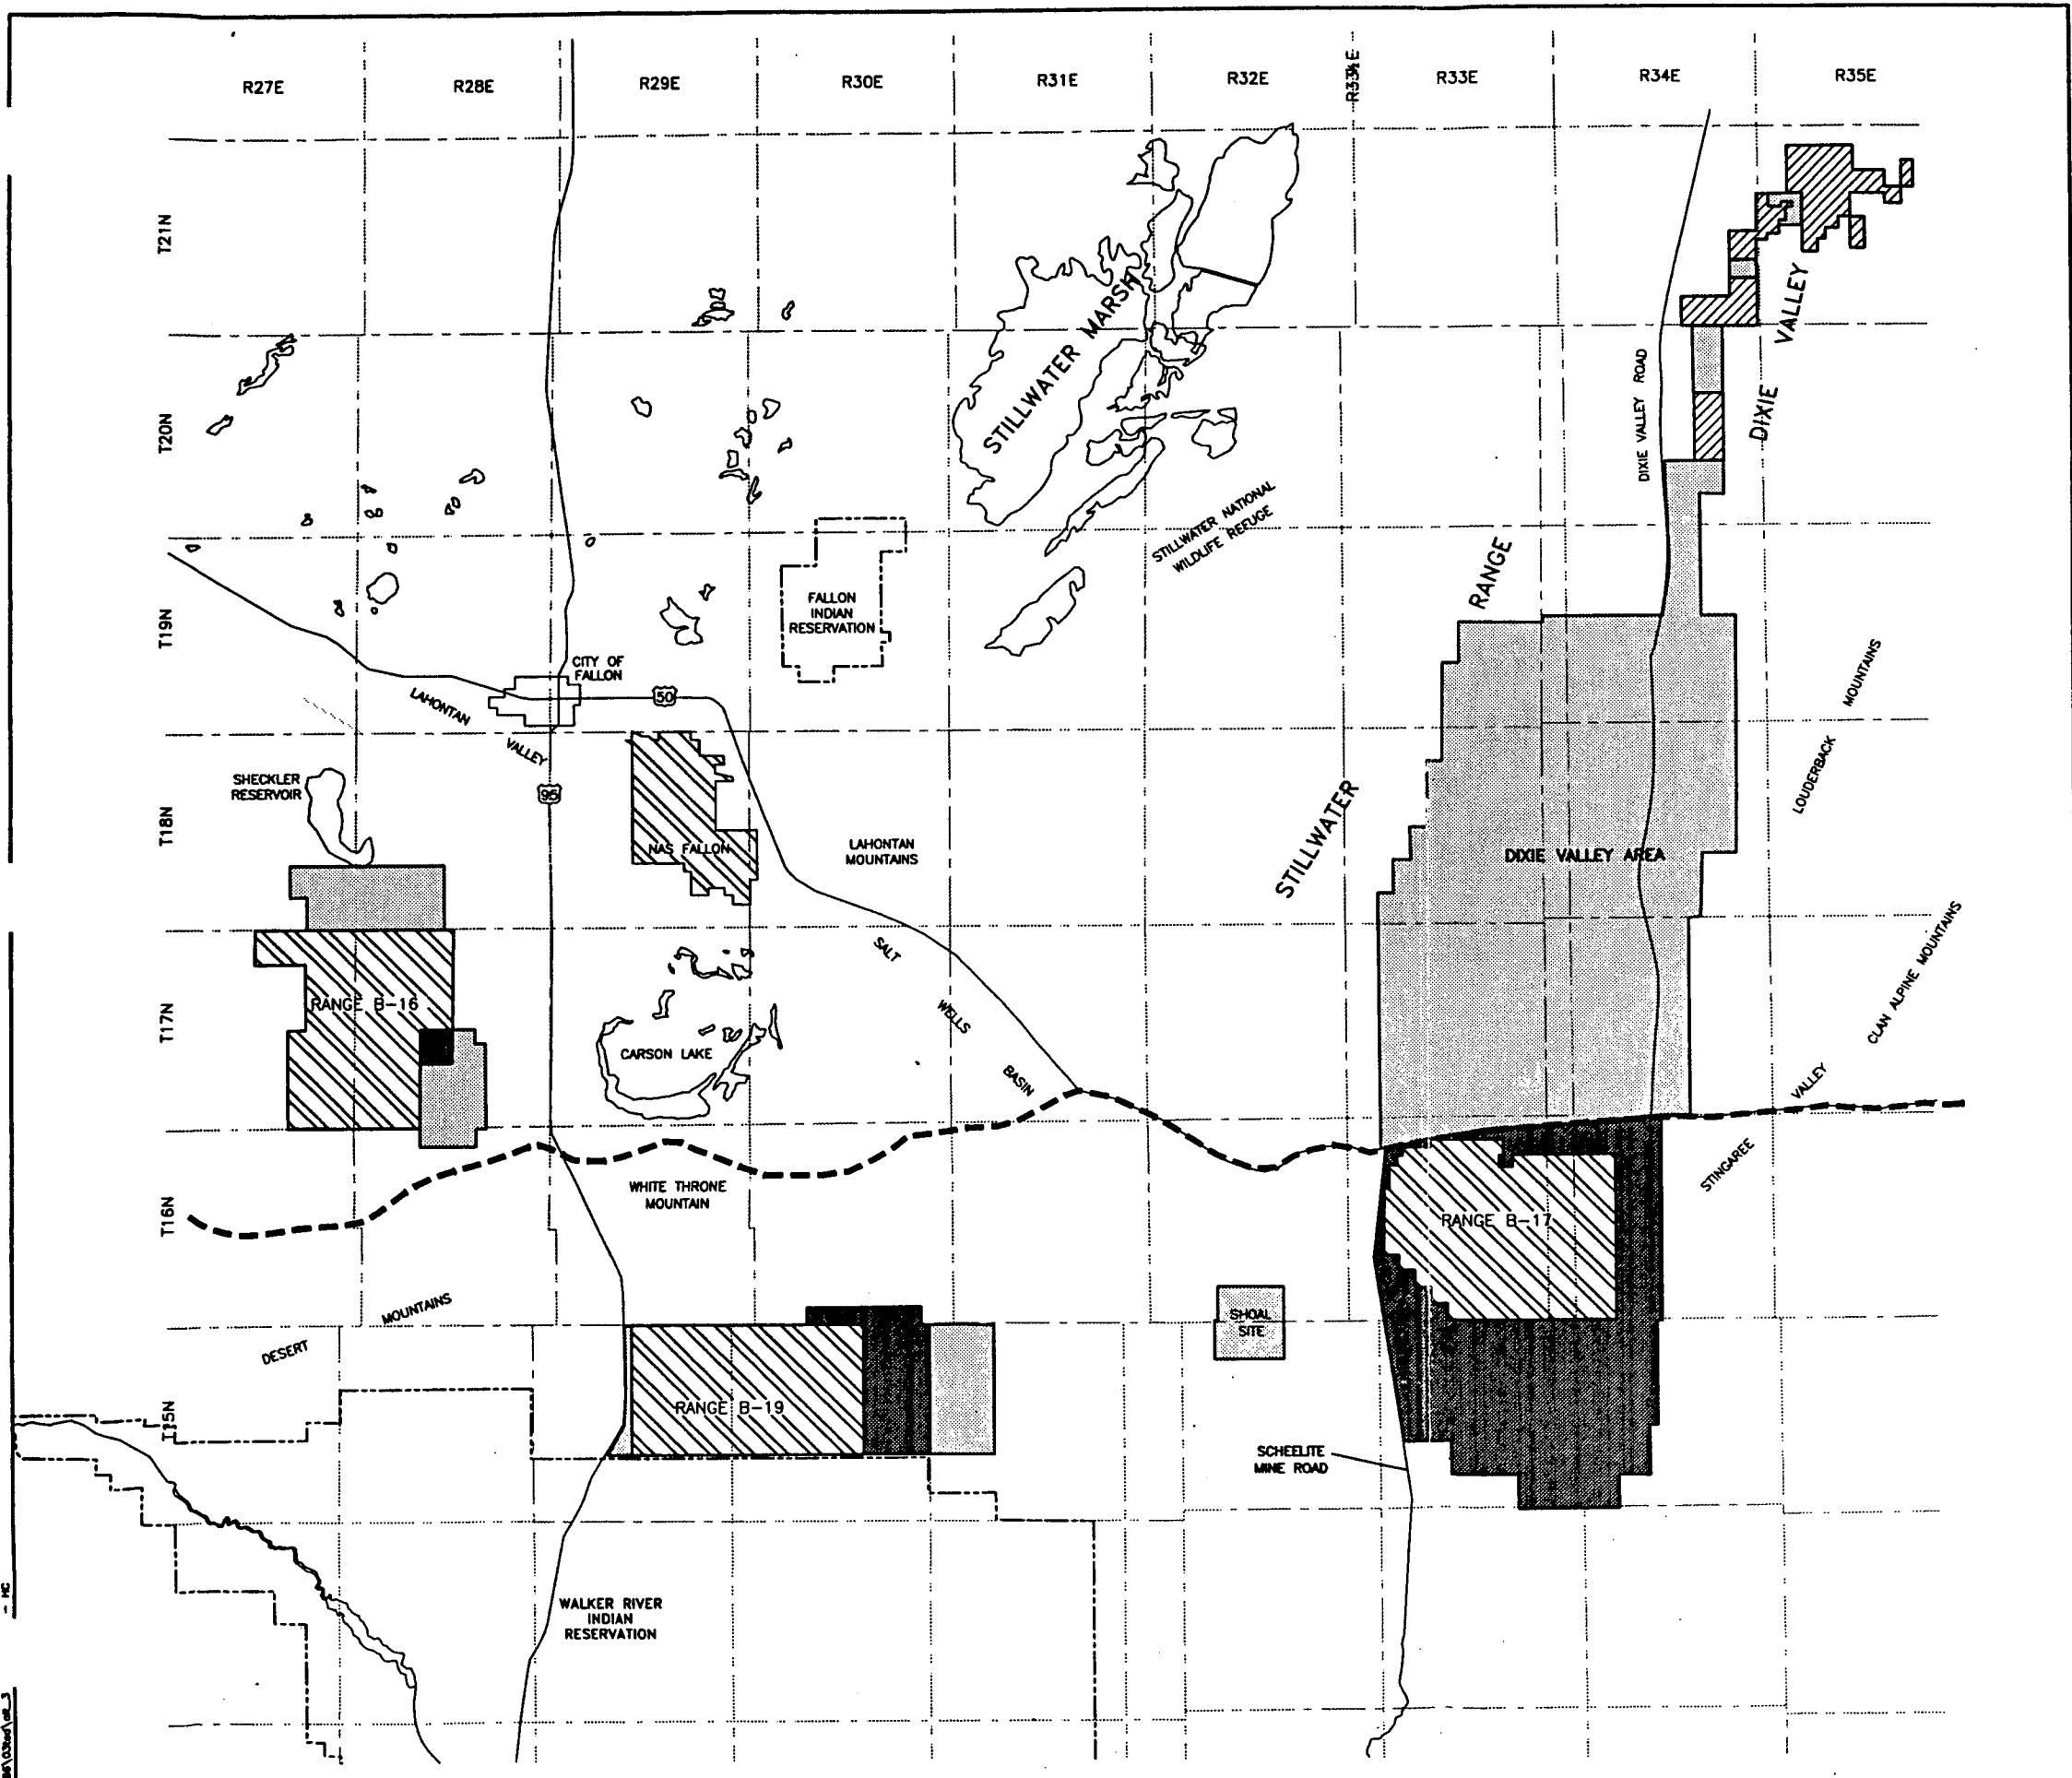 R27E
R28E
R29E
R30E
R31E
R32E
R33½E
R33E
R34E
R35E
T21N
T20N
T19N
T18N
T17N
T16N
T15N
STILLWATER MARSH
STILLWATER NATIONAL
WILDLIFE REFUGE
DIXIE VALLEY ROAD
DIXIE VALLEY
FALLON
INDIAN
RESERVATION
STILLWATER RANGE
CITY OF
FALLON
50
LAHONTAN
VALLEY
95
SHECKLER
RESERVOIR
NAS FALLON
LAHONTAN
MOUNTAINS
DIXIE VALLEY AREA
LOUDERBACK MOUNTAINS
CLAN ALPINE MOUNTAINS
SALT
WELLS
BASIN
RANGE B-16
CARSON LAKE
STINGAREE
VALLEY
WHITE THRONE
MOUNTAIN
RANGE B-17
DESERT
MOUNTAINS
SHOAL
SITE
RANGE B-19
SCHEELITE
MINE ROAD
WALKER RIVER
INDIAN
RESERVATION
- MC